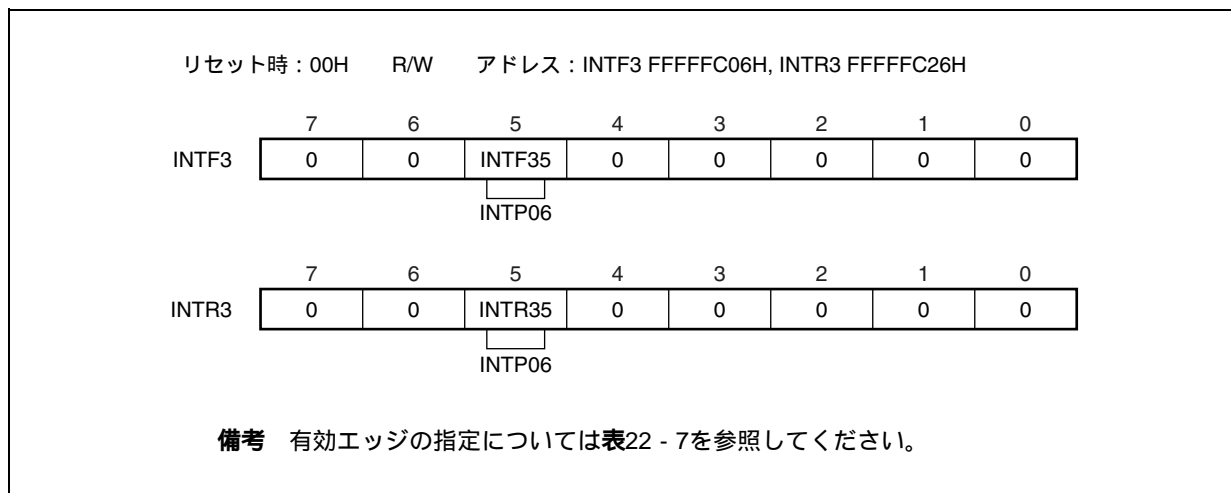 リセット時：00H R/W アドレス：INTF3 FFFFFC06H, INTR3 FFFFFC26H
7 6 5 4 3 2 1 0
INTF3 0 0 INTF35 0 0 0 0 0
INTP06
7 6 5 4 3 2 1 0
INTR3 0 0 INTR35 0 0 0 0 0
INTP06
備考 有効エッジの指定については表22 - 7を参照してください。